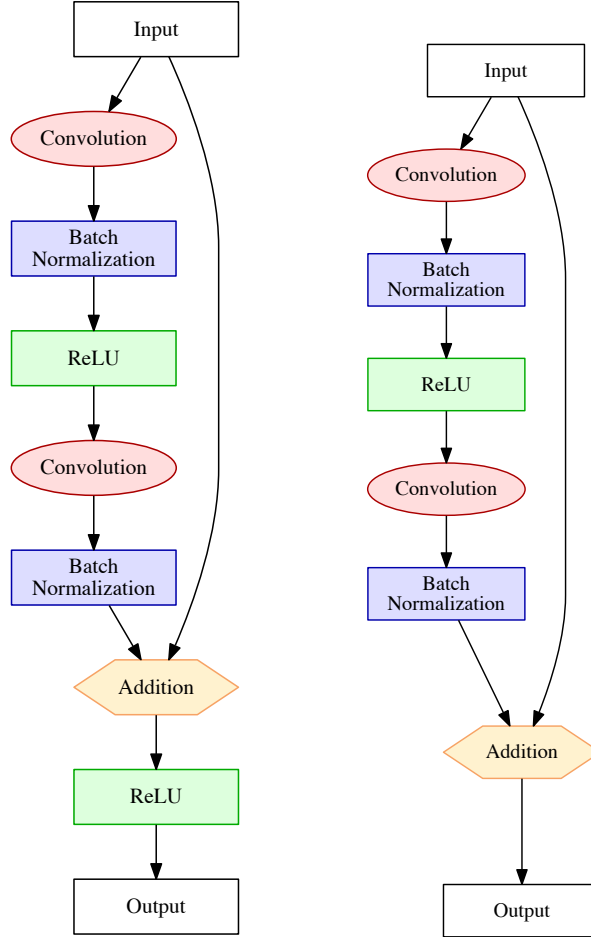 Input
Convolution
Batch
Normalization
ReLU
Convolution
Batch
Normalization
Addition
ReLU
Output
Input
Convolution
Batch
Normalization
ReLU
Convolution
Batch
Normalization
Addition
Output